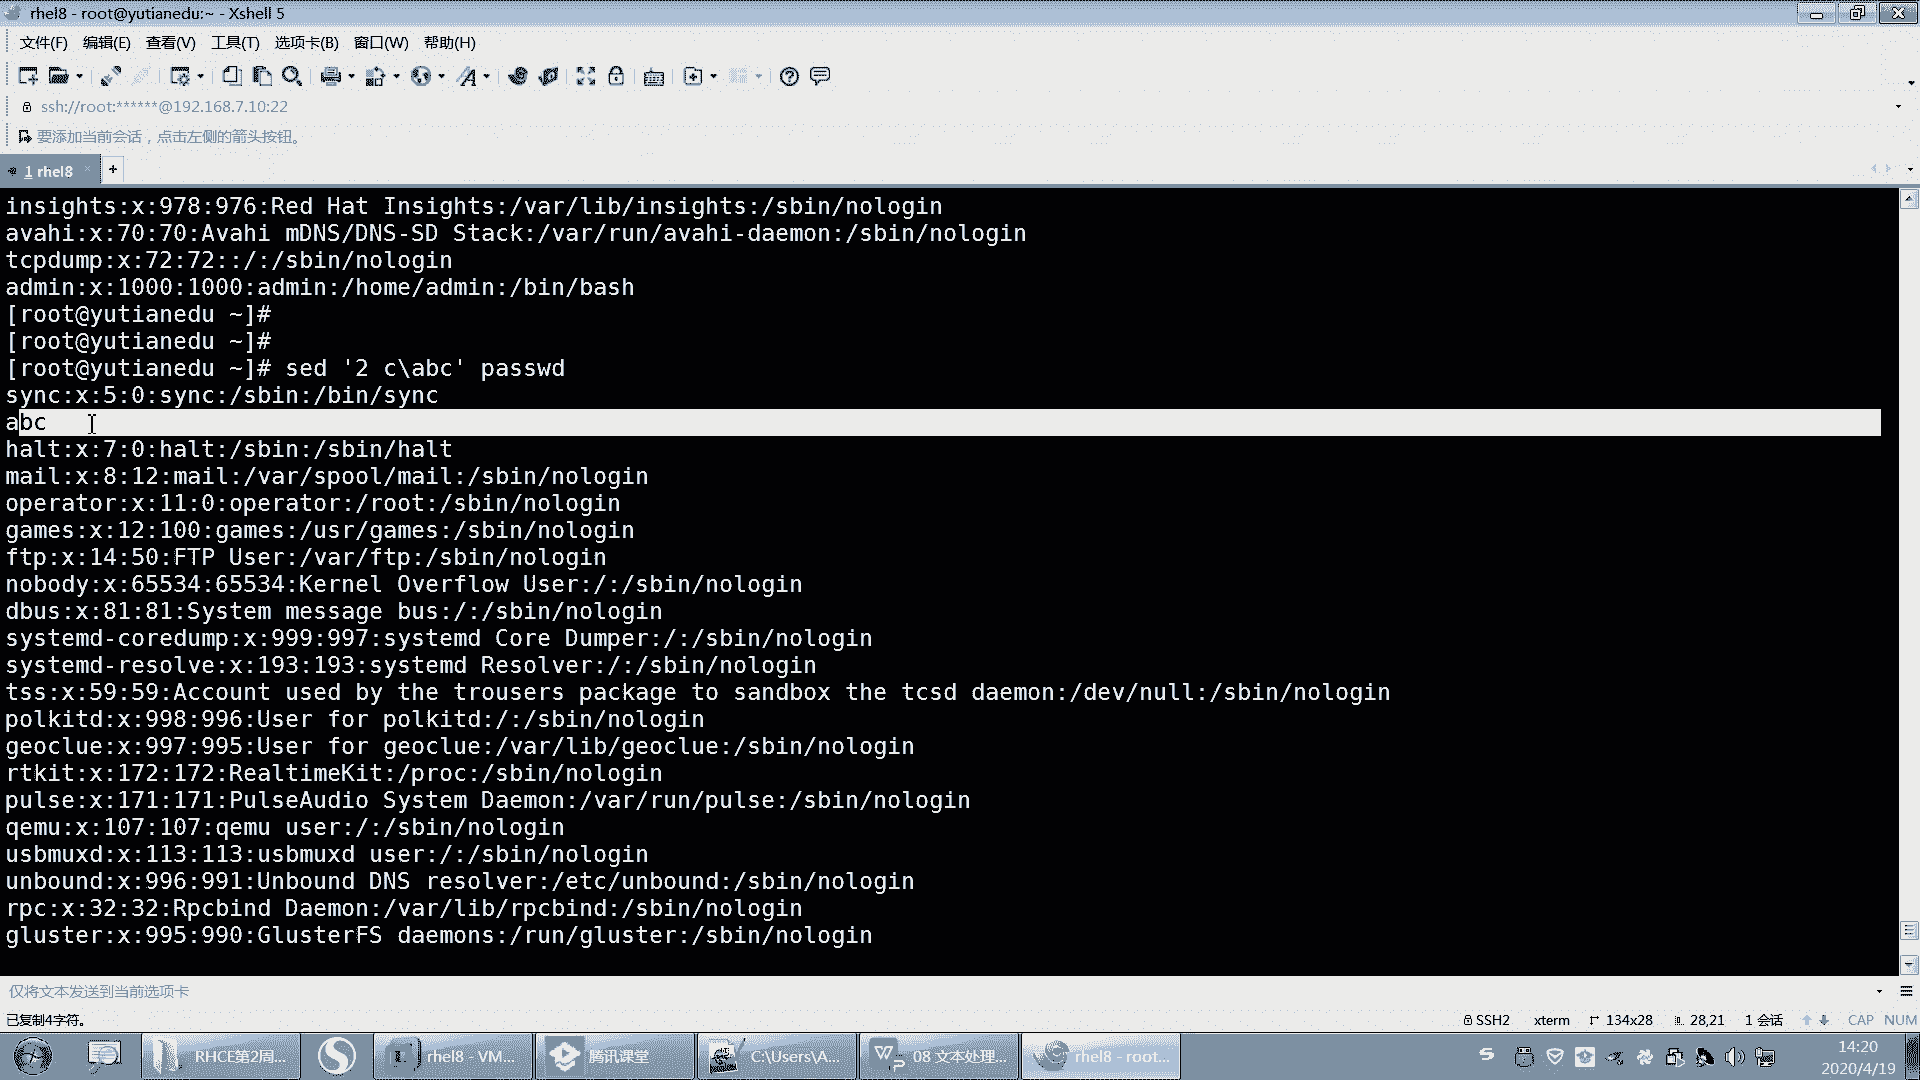 rhel8 - root@yutianedu:~ - Xshell 5
文件(F) 编辑(E) 查看(V) 工具(T) 选项卡(B) 窗口(W) 帮助(H)
ssh://root:******@192.168.7.10:22
要添加当前会话，点击左侧的箭头按钮。
1 rhel8
insights:x:978:976:Red Hat Insights:/var/lib/insights:/sbin/nologin
avahi:x:70:70:Avahi mDNS/DNS-SD Stack:/var/run/avahi-daemon:/sbin/nologin
tcpdump:x:72:72::/:/sbin/nologin
admin:x:1000:1000:admin:/home/admin:/bin/bash
[root@yutianedu ~]#
[root@yutianedu ~]#
[root@yutianedu ~]# sed '2 c\abc' passwd
sync:x:5:0:sync:/sbin:/bin/sync
abc
halt:x:7:0:halt:/sbin:/sbin/halt
mail:x:8:12:mail:/var/spool/mail:/sbin/nologin
operator:x:11:0:operator:/root:/sbin/nologin
games:x:12:100:games:/usr/games:/sbin/nologin
ftp:x:14:50:FTP User:/var/ftp:/sbin/nologin
nobody:x:65534:65534:Kernel Overflow User:/:/sbin/nologin
dbus:x:81:81:System message bus:/:/sbin/nologin
systemd-coredump:x:999:997:systemd Core Dumper:/:/sbin/nologin
systemd-resolve:x:193:193:systemd Resolver:/:/sbin/nologin
tss:x:59:59:Account used by the trousers package to sandbox the tcsd daemon:/dev/null:/sbin/nologin
polkitd:x:998:996:User for polkitd:/:/sbin/nologin
geoclue:x:997:995:User for geoclue:/var/lib/geoclue:/sbin/nologin
rtkit:x:172:172:RealtimeKit:/proc:/sbin/nologin
pulse:x:171:171:PulseAudio System Daemon:/var/run/pulse:/sbin/nologin
qemu:x:107:107:qemu user:/:/sbin/nologin
usbmuxd:x:113:113:usbmuxd user:/:/sbin/nologin
unbound:x:996:991:Unbound DNS resolver:/etc/unbound:/sbin/nologin
rpc:x:32:32:Rpcbind Daemon:/var/lib/rpcbind:/sbin/nologin
gluster:x:995:990:GlusterFS daemons:/run/gluster:/sbin/nologin
仅将文本发送到当前选项卡
已复制4字符。 SSH2 xterm 134x28 28,21 1 会话 CAP NUM
RHCE第2周... rhel8 - VM... 腾讯课堂 C:\Users\A... 08 文本处理... rhel8 - root... 14:20
2020/4/19